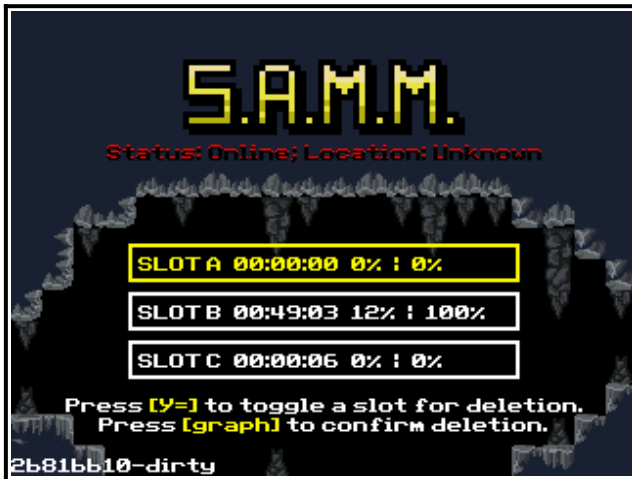 S.A.M.M.
Status: Online; Location: Unknown
SLOT A 00:00:00 0% | 0%
SLOT B 00:49:03 12% | 100%
SLOT C 00:00:06 0% | 0%
Press [Y=] to toggle a slot for deletion.
Press [graph] to confirm deletion.
2b81bb10-dirty